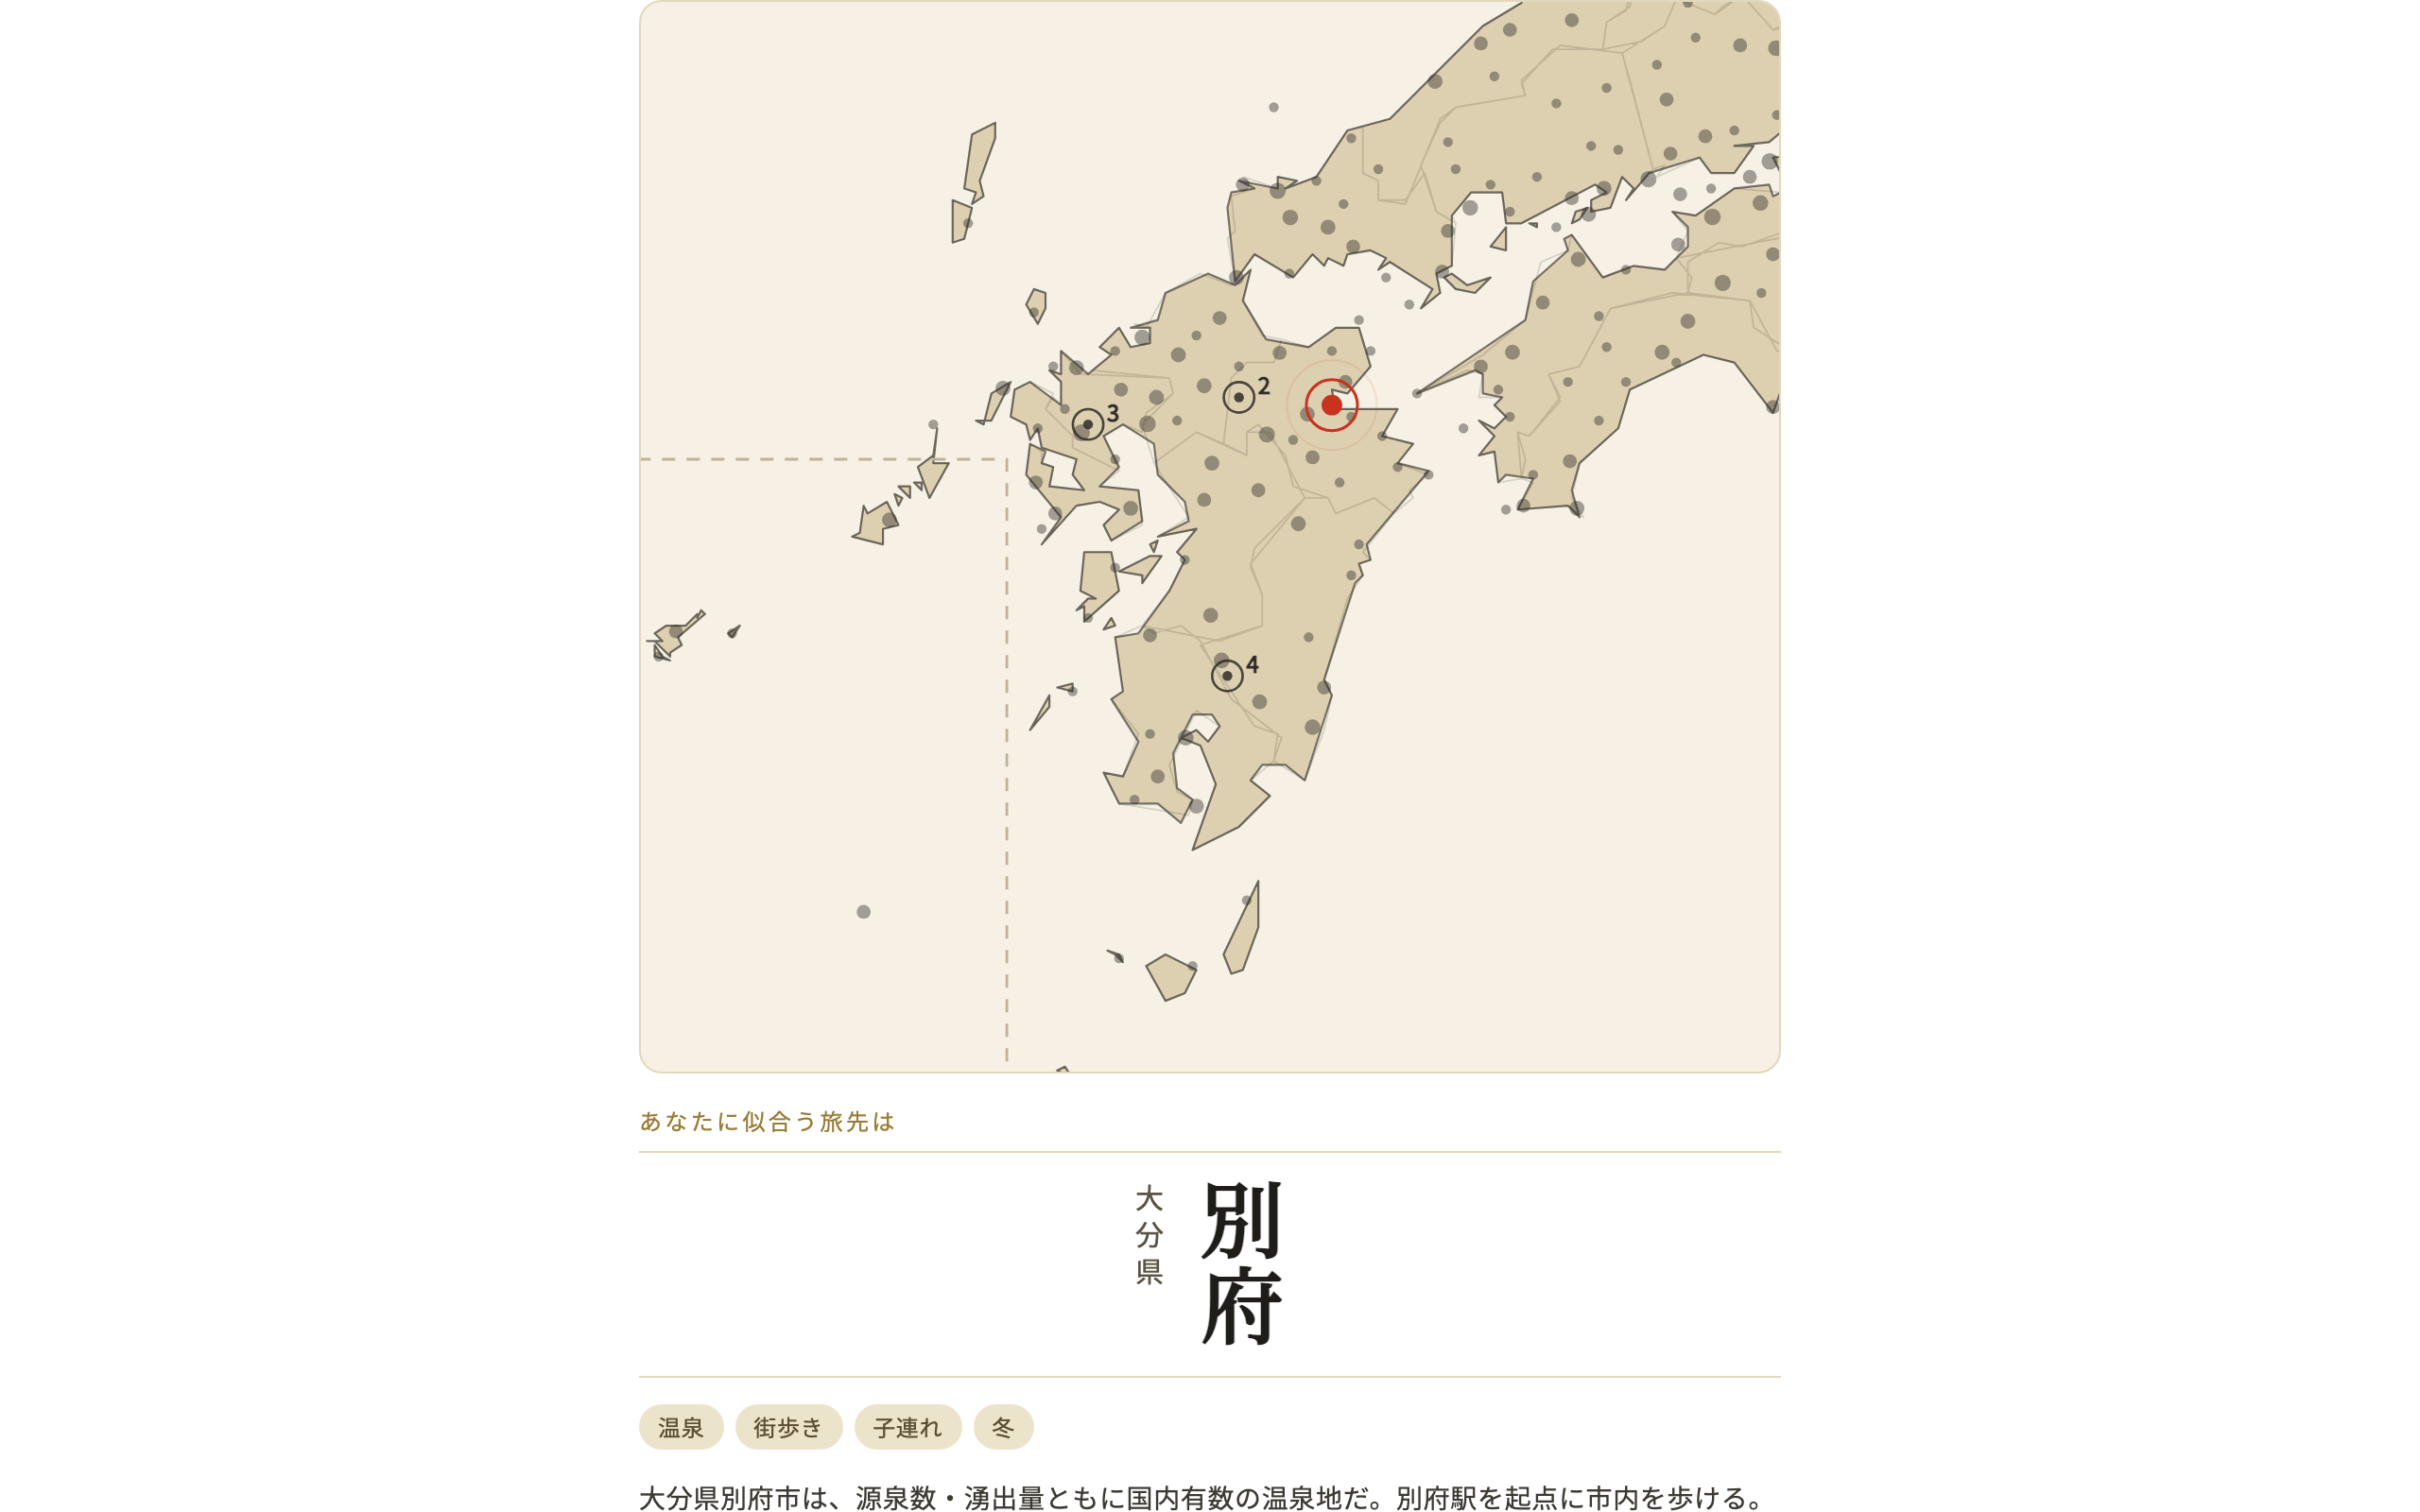 2
3
4
あなたに似合う旅先は
別府
大分県
温泉
街歩き
子連れ
冬
大分県別府市は、源泉数・湧出量ともに国内有数の温泉地だ。別府駅を起点に市内を歩ける。